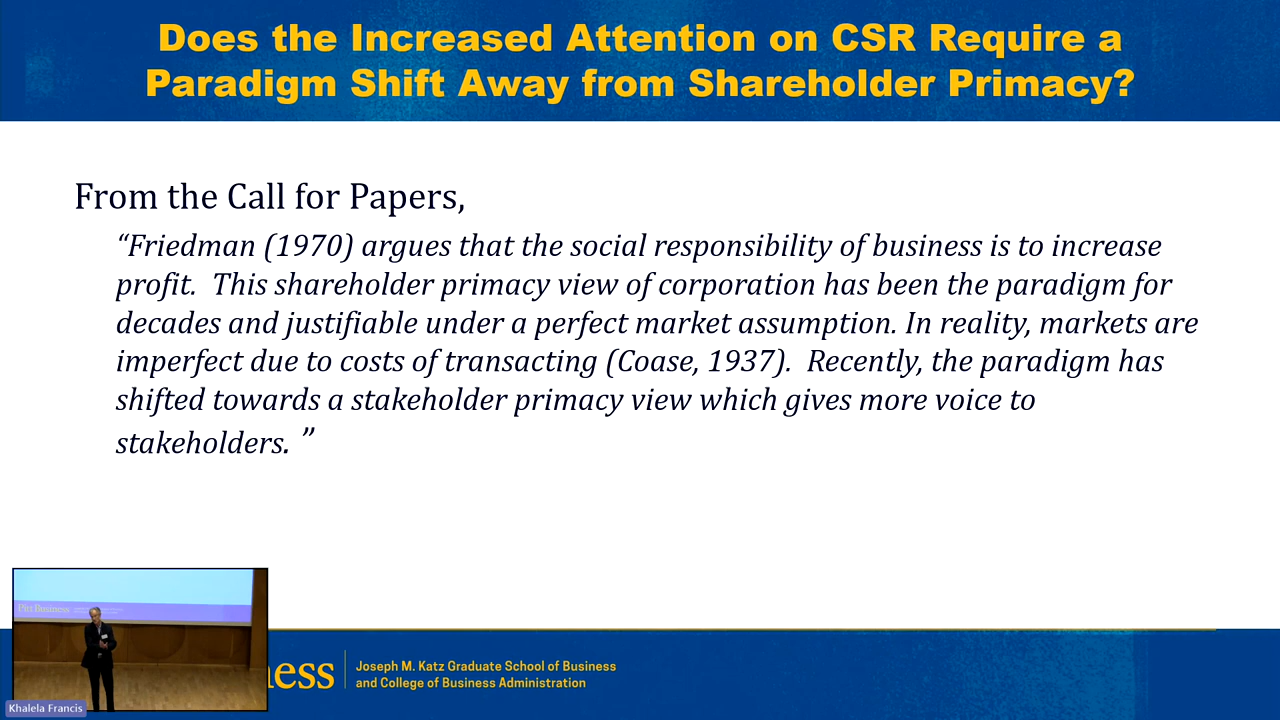 Does the Increased Attention on CSR Require a
Paradigm Shift Away from Shareholder Primacy?
From the Call for Papers,
“Friedman (1970) argues that the social responsibility of business is to increase
profit.  This shareholder primacy view of corporation has been the paradigm for
decades and justifiable under a perfect market assumption. In reality, markets are
imperfect due to costs of transacting (Coase, 1937).  Recently, the paradigm has
shifted towards a stakeholder primacy view which gives more voice to
stakeholders. ”
Pitt Business
ness
Joseph M. Katz Graduate School of Business
and College of Business Administration
Khalela Francis